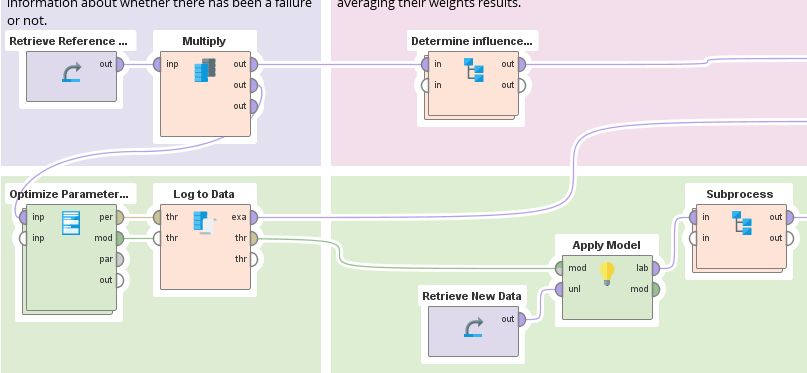 information about whether there has been a failure
or not.
averaging their weights results.
Retrieve Reference ...
out
Multiply
inp
out
out
out
Determine influence...
in
out
in
out
Optimize Parameter...
inp
per
inp
mod
par
out
Log to Data
thr
exa
thr
thr
thr
Subprocess
in
out
in
out
Apply Model
mod
lab
unl
mod
Retrieve New Data
out